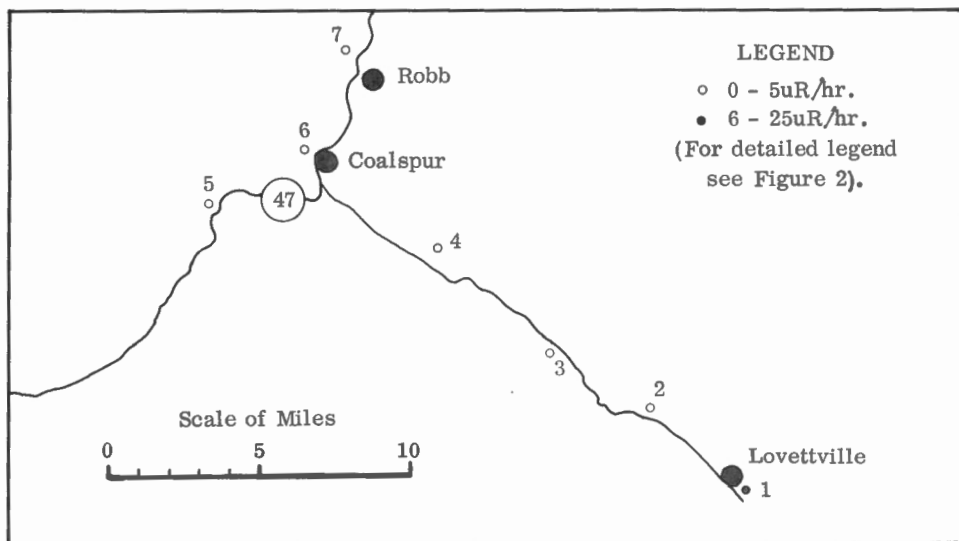 7
Robb
LEGEND
0 - 5uR/hr.
6 - 25uR/hr.
(For detailed legend
see Figure 2).
6
Coalspur
5
47
4
3
2
Scale of Miles
0 5 10
Lovettville
1